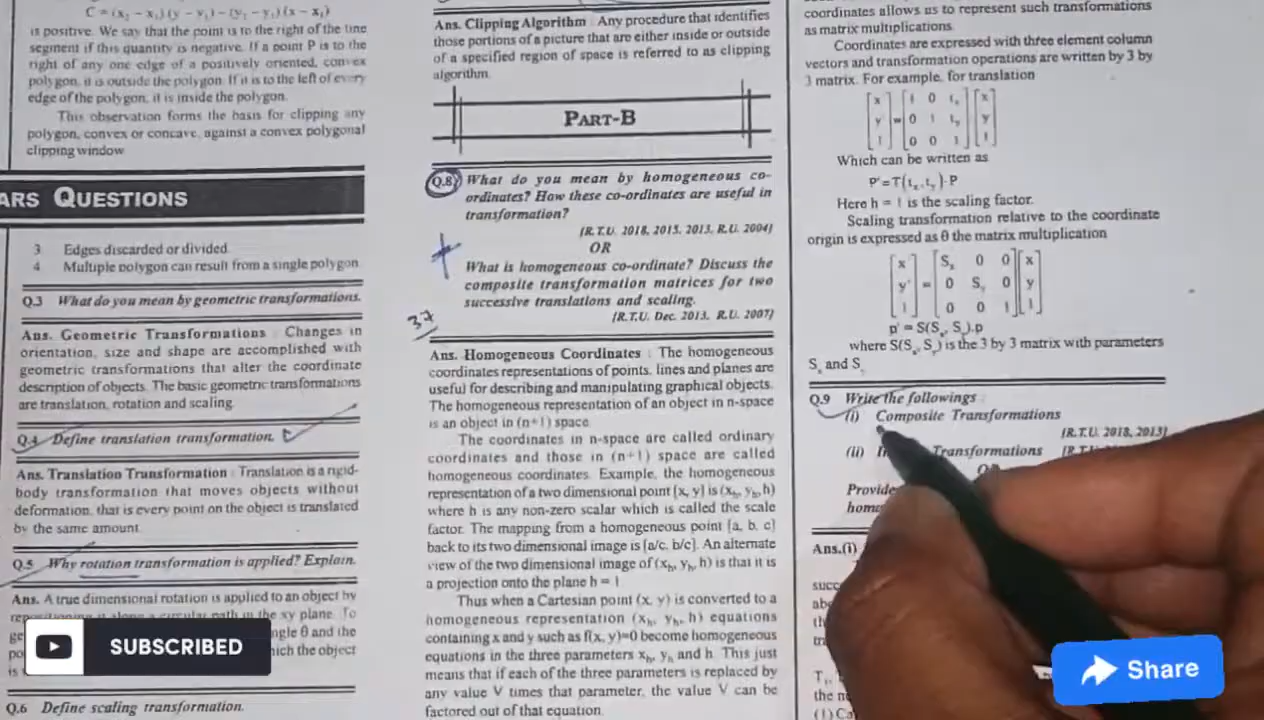 C = (x₂ – x₁) (y – y₁) – (y₂ – y₁) (x – x₁)
is positive. We say that the point is to the right of the line
segment if this quantity is negative. If a point P is to the
right of any one edge of a positively oriented, convex
polygon, it is outside the polygon. If it is to the left of every
edge of the polygon, it is inside the polygon.
This observation forms the basis for clipping any
polygon, convex or concave, against a convex polygonal
clipping window
ARS QUESTIONS
3 Edges discarded or divided
4 Multiple polygon can result from a single polygon
Q.3 What do you mean by geometric transformations.
Ans. Geometric Transformations : Changes in
orientation, size and shape are accomplished with
geometric transformations that alter the coordinate
description of objects. The basic geometric transformations
are translation, rotation and scaling.
Q.4 Define translation transformation.
Ans. Translation Transformation : Translation is a rigid-
body transformation that moves objects without
deformation, that is every point on the object is translated
by the same amount.
Q.5 Why rotation transformation is applied? Explain.
Ans. A true dimensional rotation is applied to an object by
repositioning it along a circular path in the xy plane. To
ngle θ and the
hich the object
SUBSCRIBED
Q.6 Define scaling transformation.
Ans. Clipping Algorithm : Any procedure that identifies
those portions of a picture that are either inside or outside
of a specified region of space is referred to as clipping
algorithm.
PART-B
Q.8 What do you mean by homogeneous co-
ordinates? How these co-ordinates are useful in
transformation?
[R.T.U. 2018, 2015, 2013, R.U. 2004]
OR
What is homogeneous co-ordinate? Discuss the
composite transformation matrices for two
successive translations and scaling.
[R.T.U. Dec. 2013, R.U. 2007]
37
Ans. Homogeneous Coordinates : The homogeneous
coordinates representations of points, lines and planes are
useful for describing and manipulating graphical objects.
The homogeneous representation of an object in n-space
is an object in (n+1) space
The coordinates in n-space are called ordinary
coordinates and those in (n+1) space are called
homogeneous coordinates. Example, the homogeneous
representation of a two dimensional point [x, y] is (xₕ, yₕ, h)
where h is any non-zero scalar which is called the scale
factor. The mapping from a homogeneous point [a, b, c]
back to its two dimensional image is [a/c, b/c]. An alternate
view of the two dimensional image of (xₕ, yₕ, h) is that it is
a projection onto the plane h = 1
Thus when a Cartesian point (x, y) is converted to a
homogeneous representation (xₕ, yₕ, h) equations
containing x and y such as f(x, y)=0 become homogeneous
equations in the three parameters xₕ, yₕ and h. This just
means that if each of the three parameters is replaced by
any value V times that parameter, the value V can be
factored out of that equation.
coordinates allows us to represent such transformations
as matrix multiplications.
Coordinates are expressed with three element column
vectors and transformation operations are written by 3 by
3 matrix. For example, for translation
[x] [1 0 tₓ] [x]
[y'] = [0 1 tᵧ] [y]
[1] [0 0 1] [1]
Which can be written as
P' = T(tₓ, tᵧ) · P
Here h = 1 is the scaling factor.
Scaling transformation relative to the coordinate
origin is expressed as θ the matrix multiplication
[x'] [Sₓ 0 0] [x]
[y'] = [0 Sᵧ 0] [y]
[1] [0 0 1] [1]
p' = S(Sₓ, Sᵧ).p
where S(Sₓ, Sᵧ) is the 3 by 3 matrix with parameters
Sₓ and Sᵧ
Q.9 Write the followings
(i) Composite Transformations
[R.T.U. 2018, 2013]
(ii) Transformations
Provide
Ans.(i)
Share